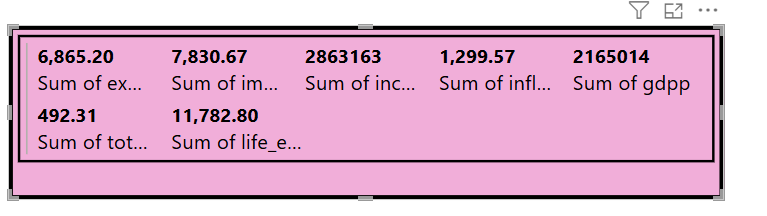 6,865.20 7,830.67 2863163 1,299.57 2165014
Sum of ex... Sum of im... Sum of inc... Sum of infl... Sum of gdpp
492.31 11,782.80
Sum of tot... Sum of life_e...